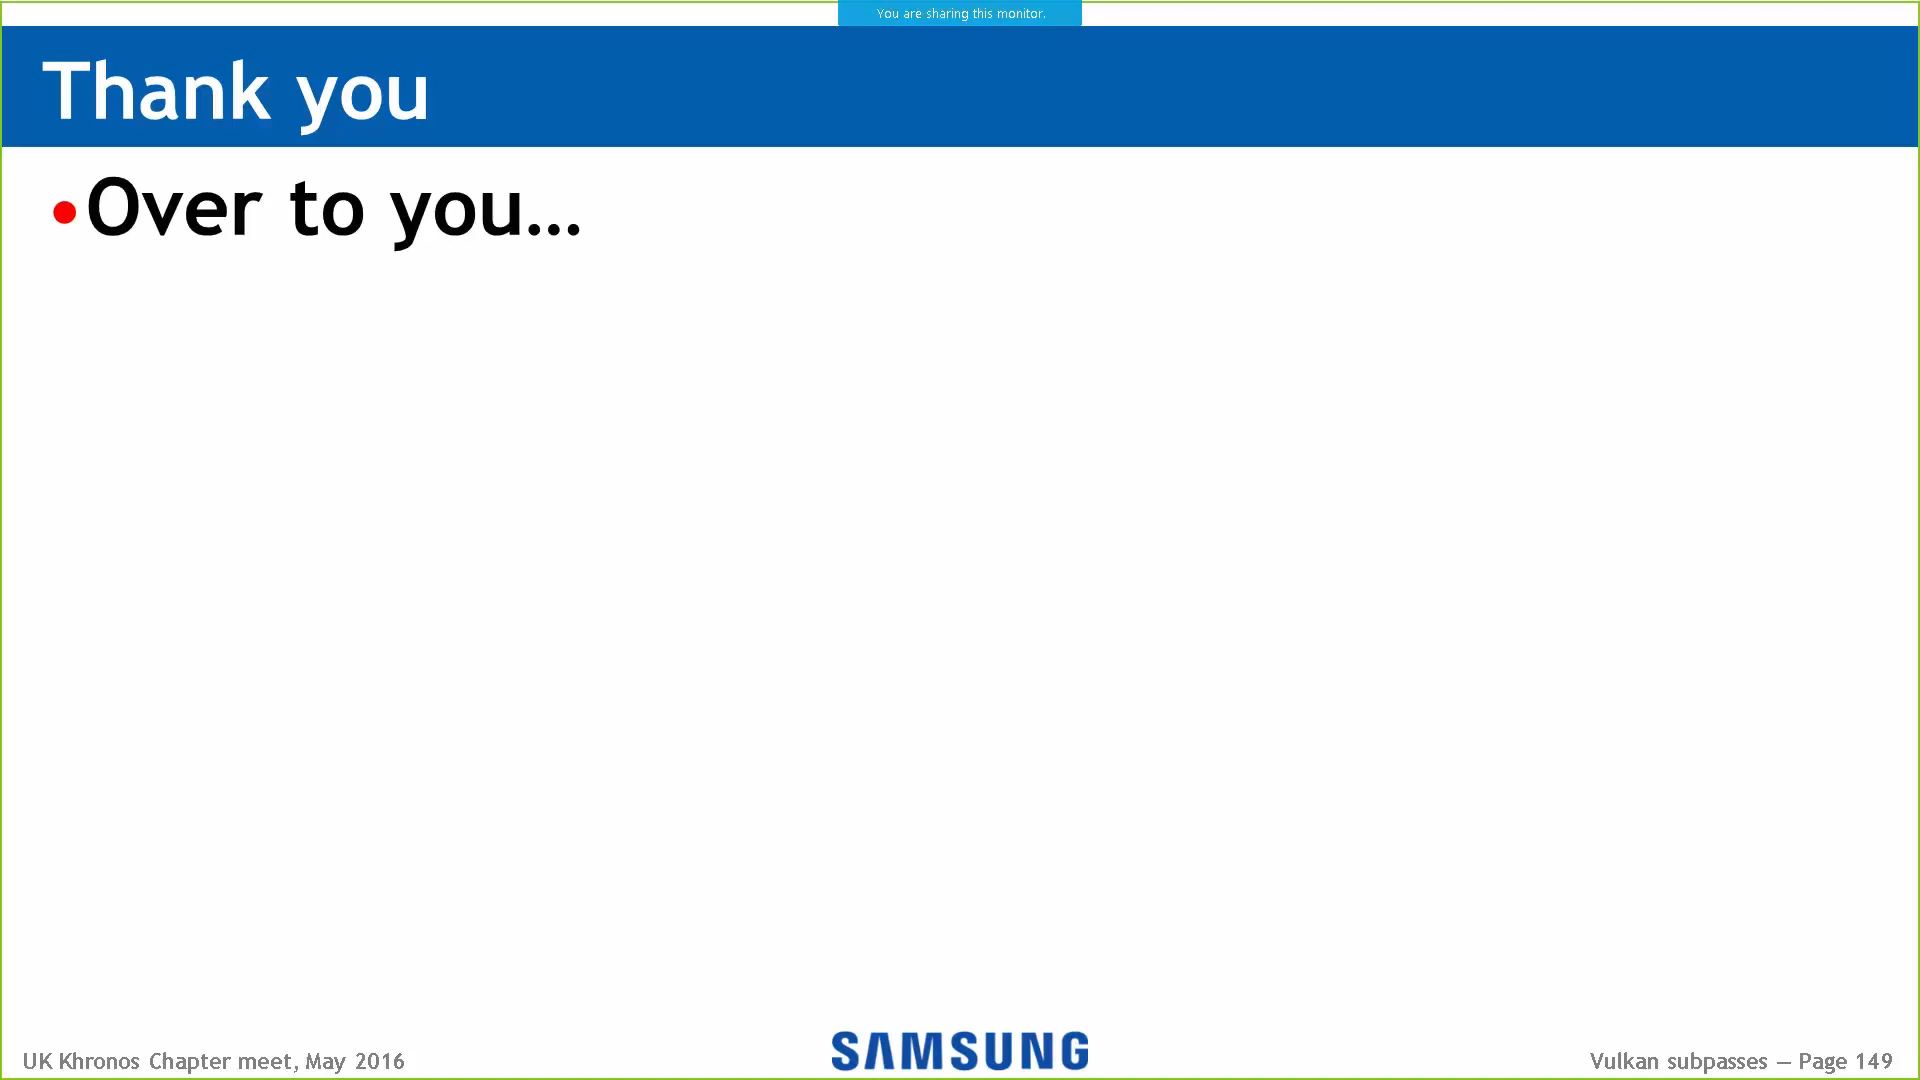 You are sharing this monitor.
Thank you
•Over to you…
UK Khronos Chapter meet, May 2016
SAMSUNG
Vulkan subpasses — Page 149